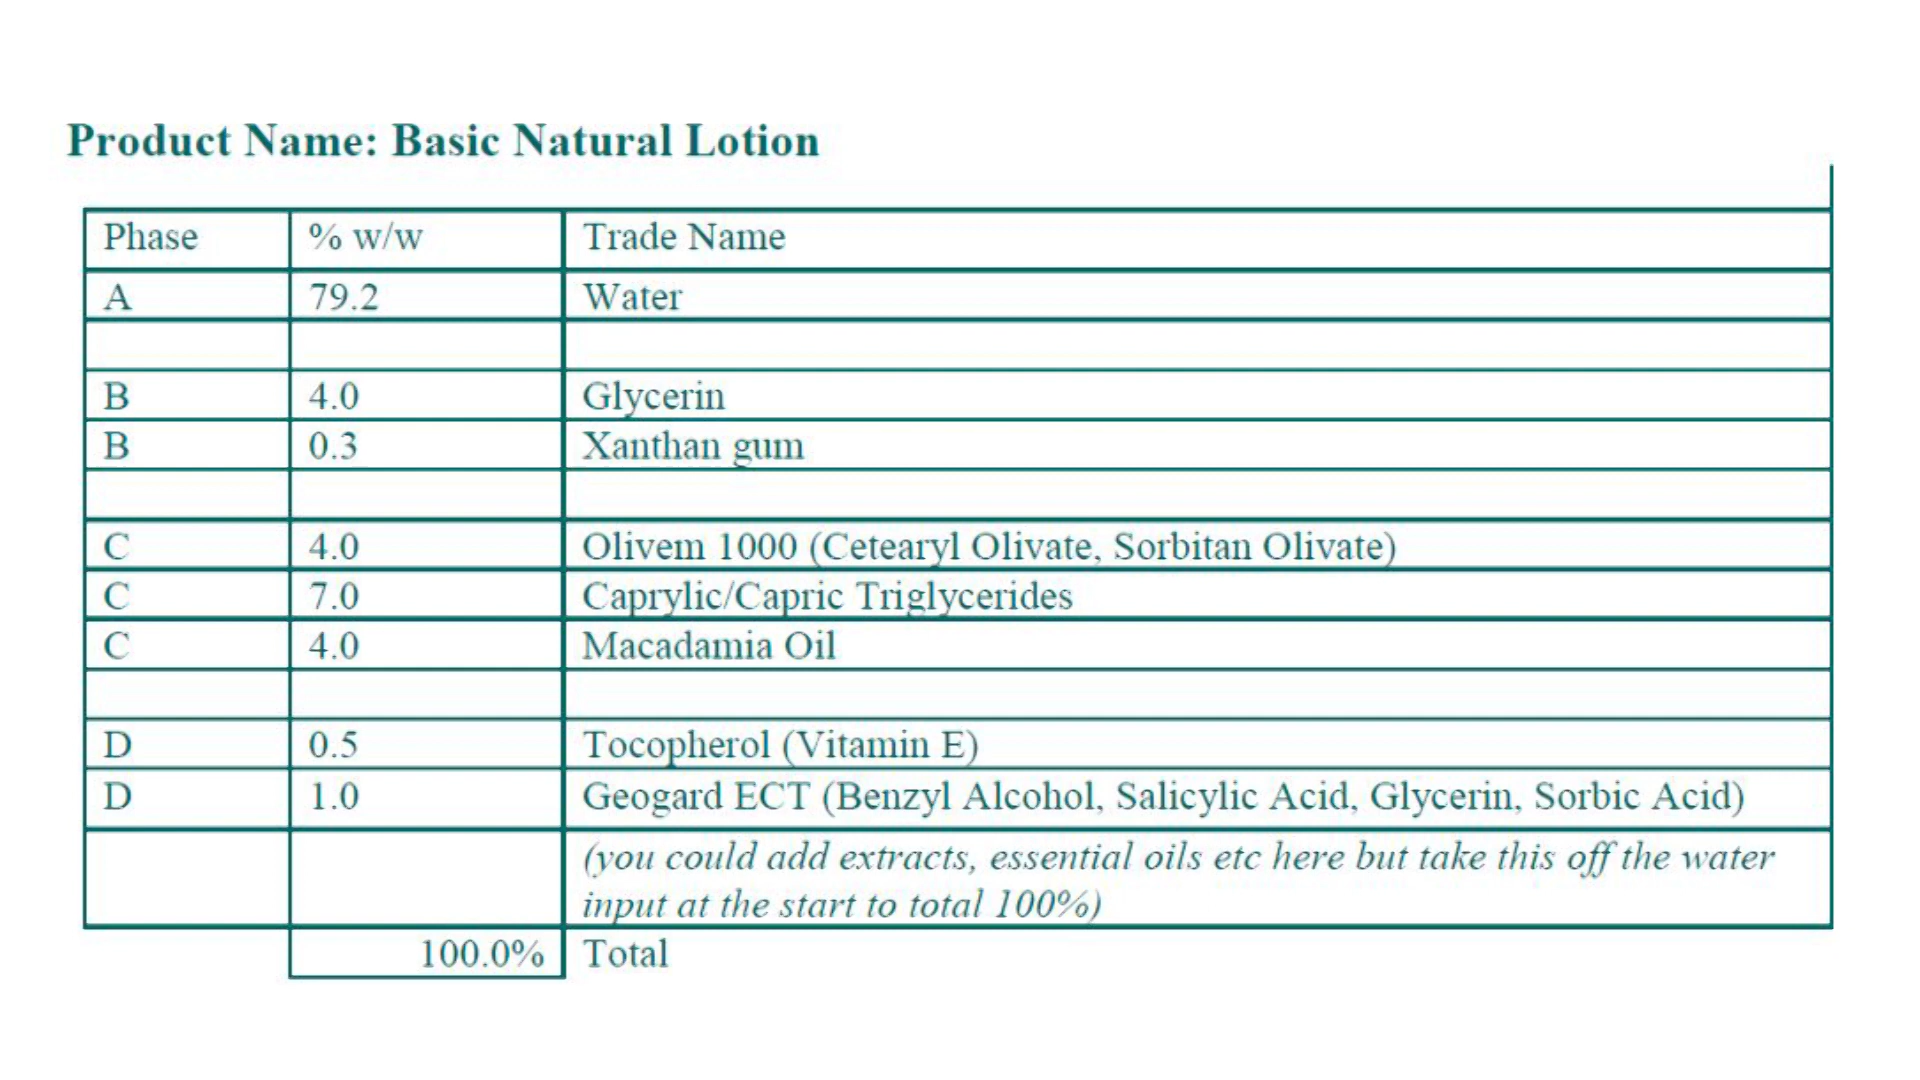 Product Name: Basic Natural Lotion
Phase % w/w Trade Name
A 79.2 Water
B 4.0 Glycerin
B 0.3 Xanthan gum
C 4.0 Olivem 1000 (Cetearyl Olivate, Sorbitan Olivate)
C 7.0 Caprylic/Capric Triglycerides
C 4.0 Macadamia Oil
D 0.5 Tocopherol (Vitamin E)
D 1.0 Geogard ECT (Benzyl Alcohol, Salicylic Acid, Glycerin, Sorbic Acid)
(you could add extracts, essential oils etc here but take this off the water
input at the start to total 100%)
100.0% Total